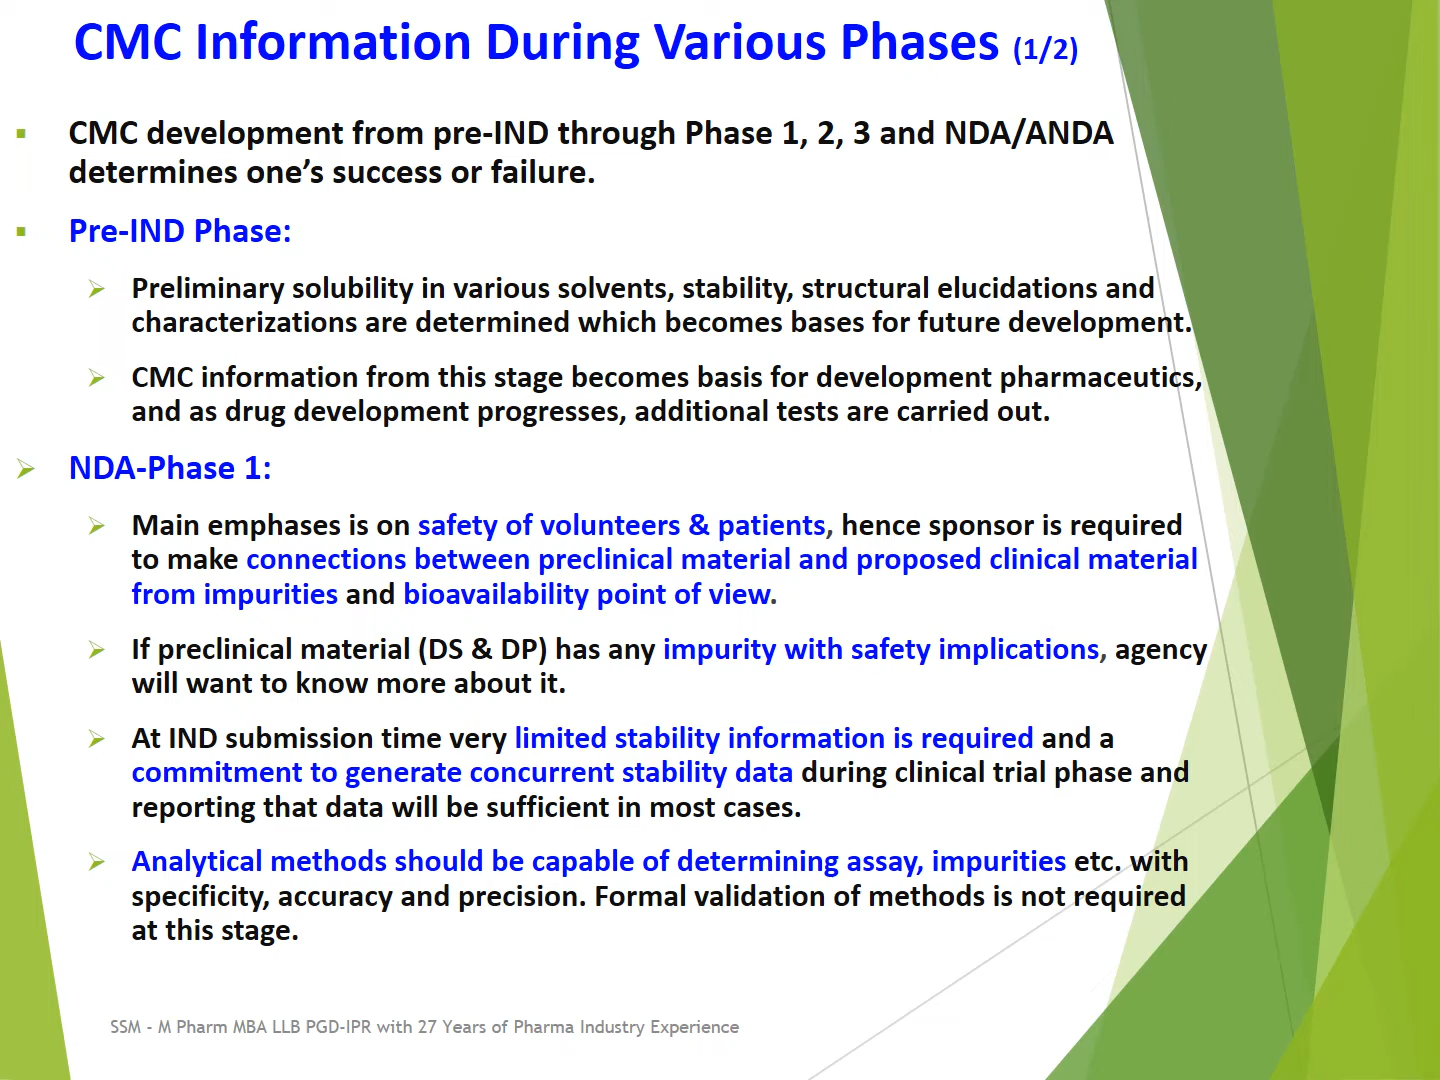 CMC Information During Various Phases (1/2)
CMC development from pre-IND through Phase 1, 2, 3 and NDA/ANDA
determines one’s success or failure.
Pre-IND Phase:
Preliminary solubility in various solvents, stability, structural elucidations and
characterizations are determined which becomes bases for future development.
CMC information from this stage becomes basis for development pharmaceutics,
and as drug development progresses, additional tests are carried out.
NDA-Phase 1:
Main emphases is on safety of volunteers & patients, hence sponsor is required
to make connections between preclinical material and proposed clinical material
from impurities and bioavailability point of view.
If preclinical material (DS & DP) has any impurity with safety implications, agency
will want to know more about it.
At IND submission time very limited stability information is required and a
commitment to generate concurrent stability data during clinical trial phase and
reporting that data will be sufficient in most cases.
Analytical methods should be capable of determining assay, impurities etc. with
specificity, accuracy and precision. Formal validation of methods is not required
at this stage.
SSM - M Pharm MBA LLB PGD-IPR with 27 Years of Pharma Industry Experience